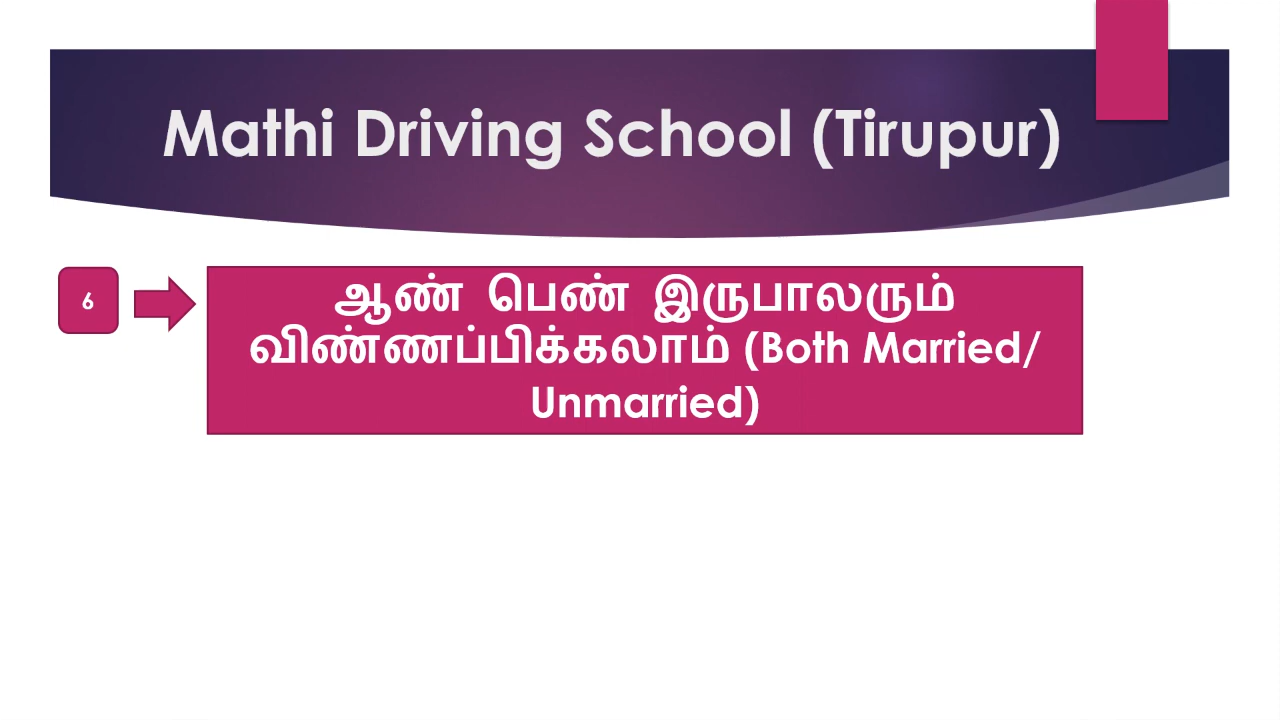 Mathi Driving School (Tirupur)
6
ஆண் பெண் இருபாலரும்
விண்ணப்பிக்கலாம் (Both Married/
Unmarried)